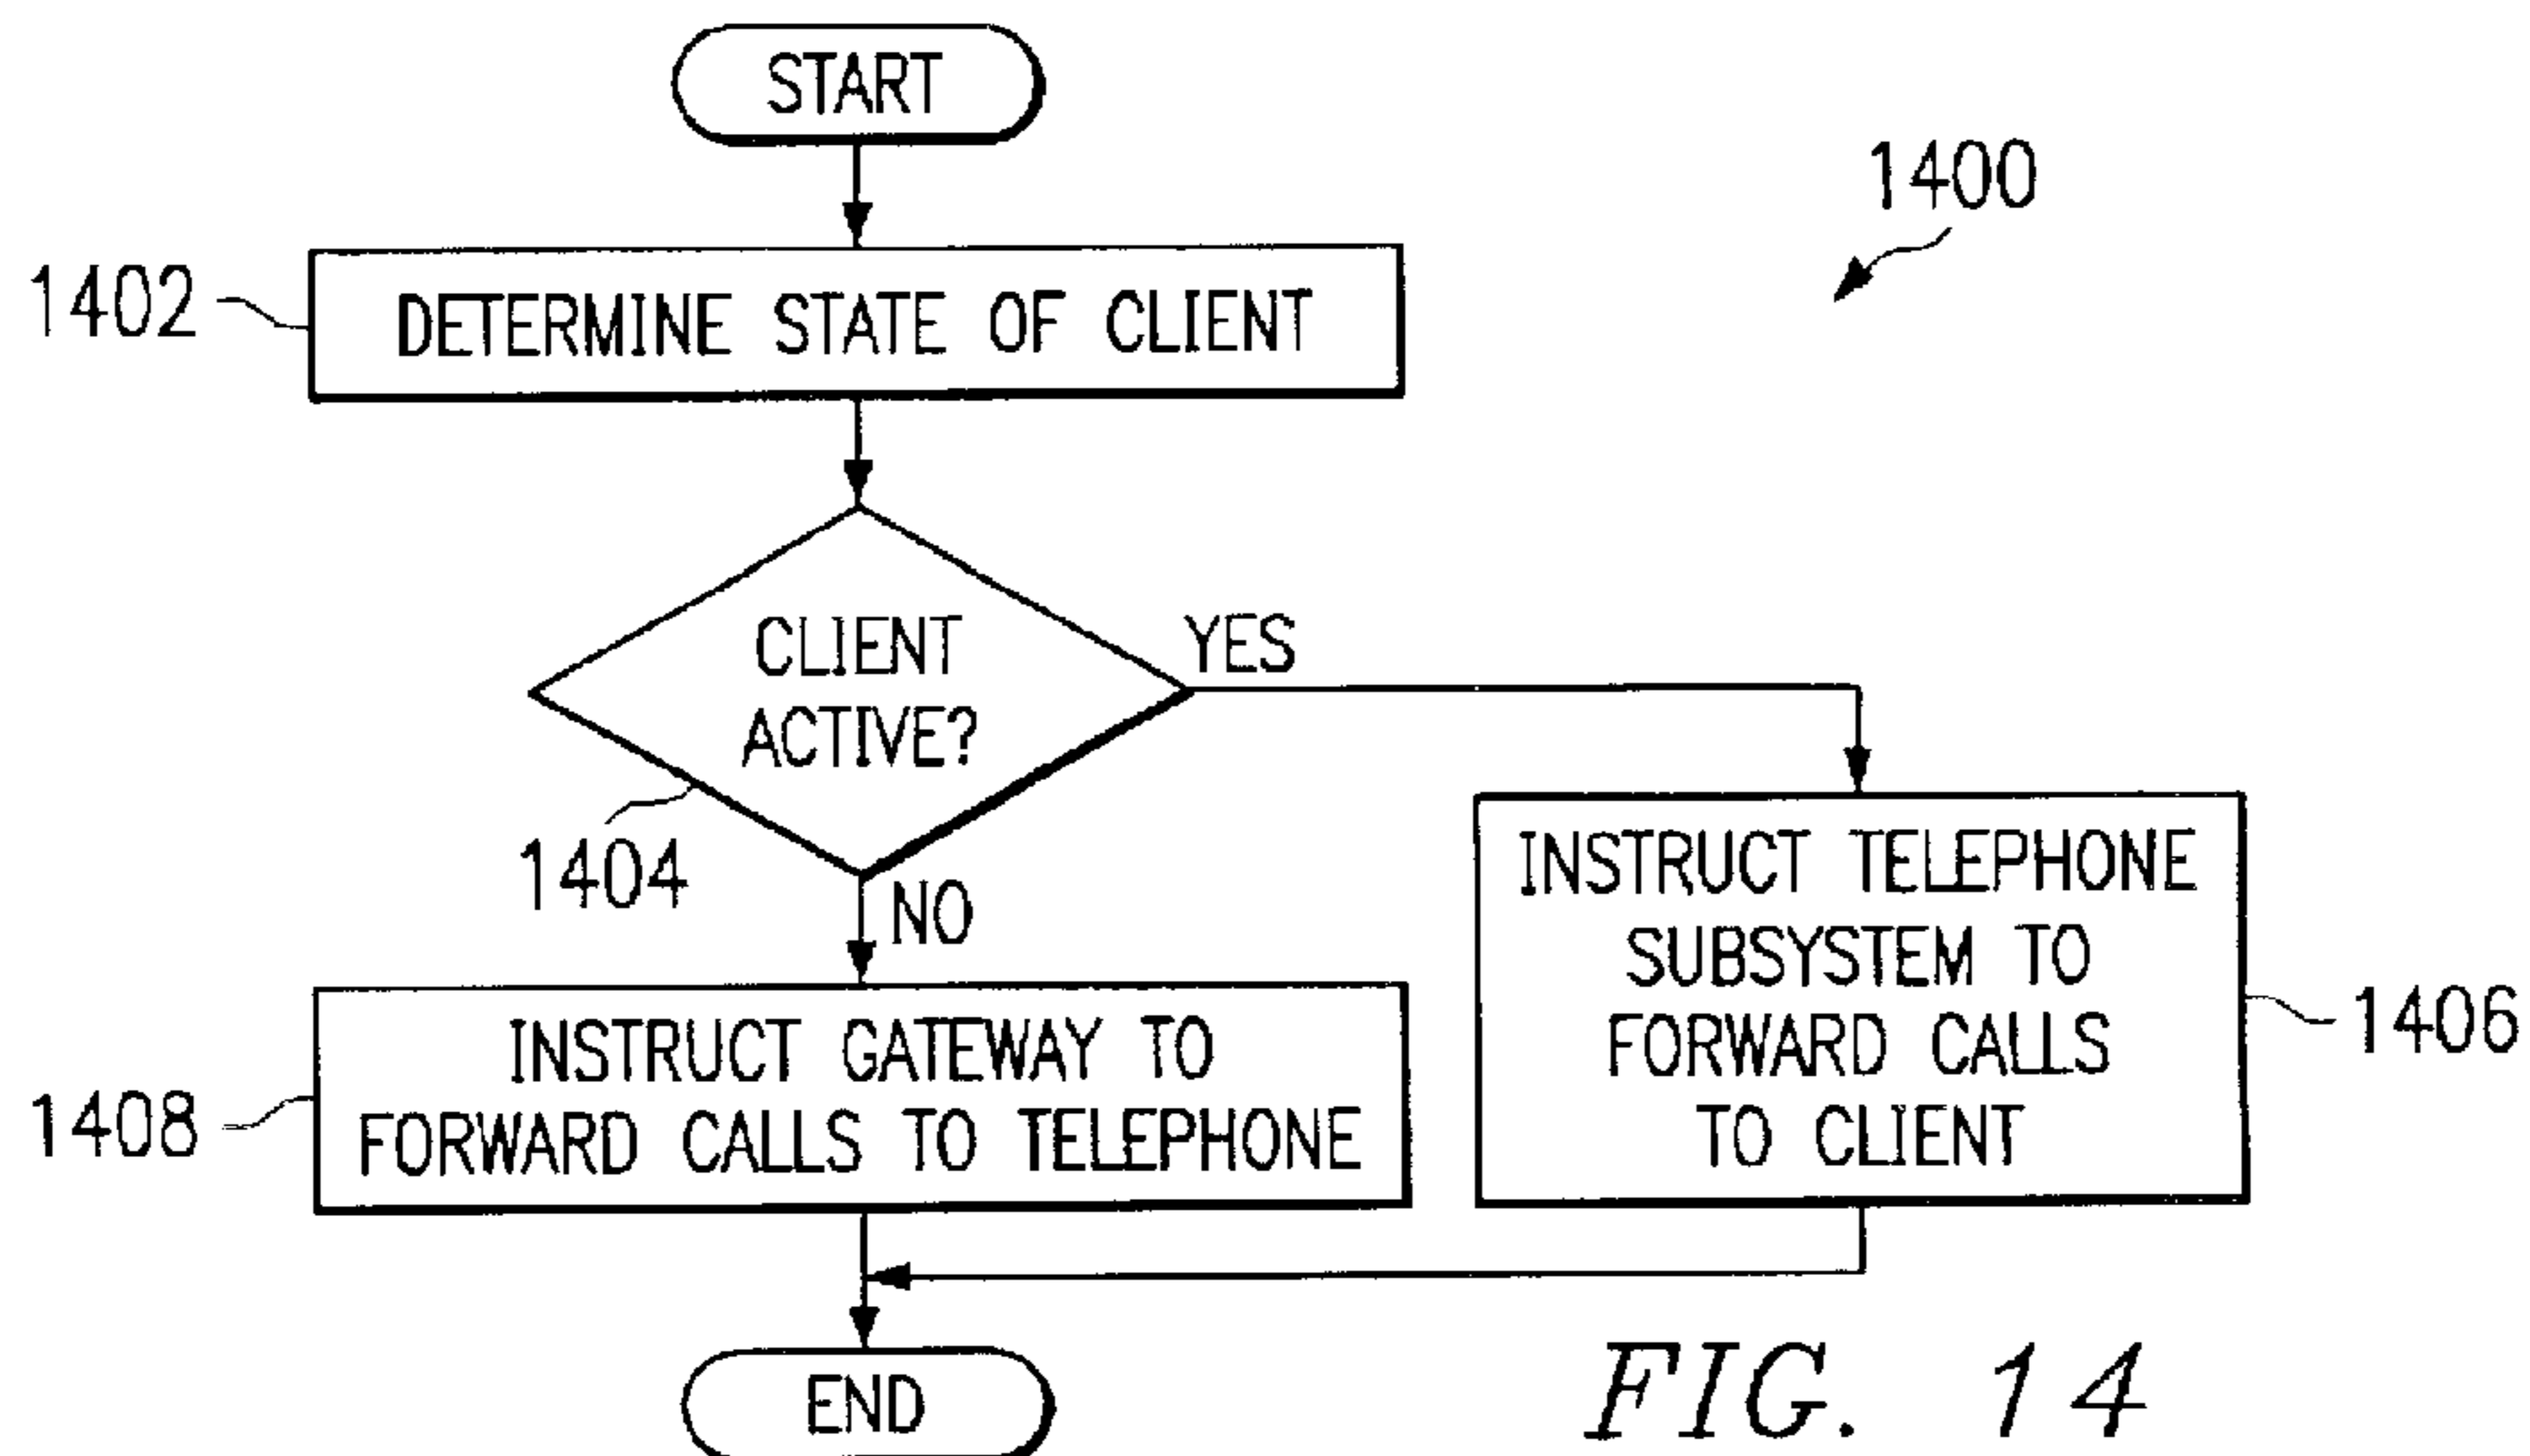 START
1400
1402
DETERMINE STATE OF CLIENT
CLIENT
ACTIVE?
YES
1404
NO
INSTRUCT TELEPHONE
SUBSYSTEM TO
FORWARD CALLS
TO CLIENT
1406
INSTRUCT GATEWAY TO
FORWARD CALLS TO TELEPHONE
1408
END
FIG. 14